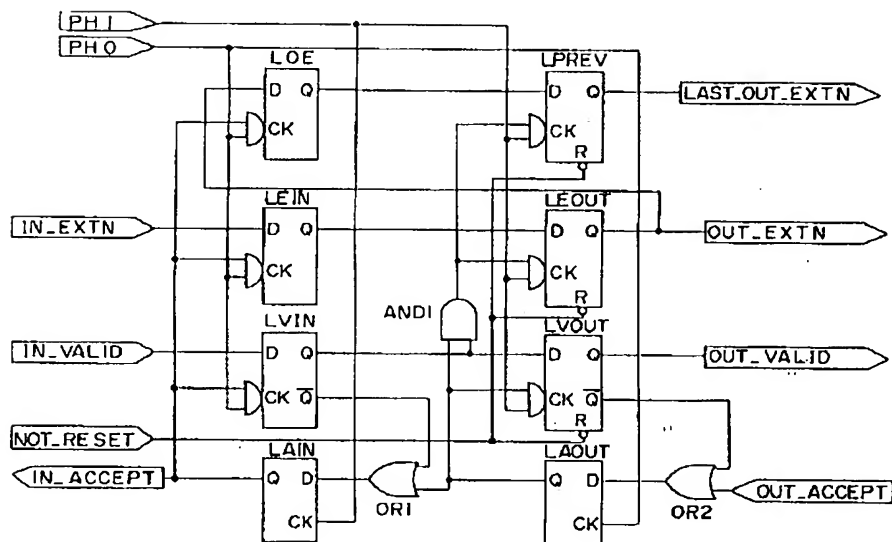 PH1
PH0
LOE
LPREV
D Q
D Q
LAST_OUT_EXTN
CK
CK
R
LEIN
LEOUT
IN_EXTN
D Q
D Q
OUT_EXTN
CK
CK
R
AND1
LVIN
LVOUT
IN_VALID
D Q
D Q
OUT_VALID
CK Q̅
CK Q̅
R
NOT_RESET
LAIN
LAOUT
IN_ACCEPT
Q D
Q D
OUT_ACCEPT
OR1
OR2
CK
CK